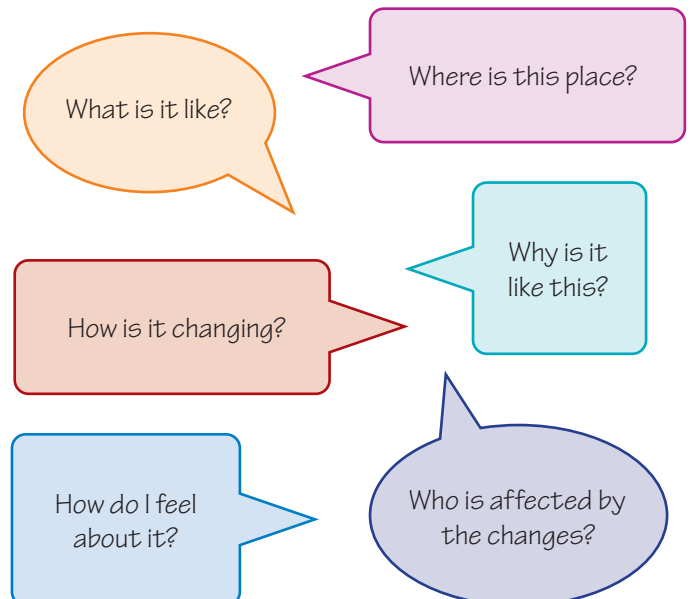 What is it like?
Where is this place?
Why is it
like this?
How is it changing?
How do I feel
about it?
Who is affected by
the changes?